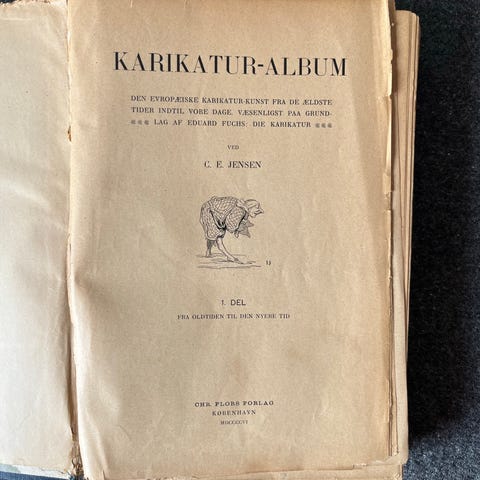 KARIKATUR-ALBUM
DEN EVROPÆISKE KARIKATUR-KUNST FRA DE ÆLDSTE
TIDER INDTIL VORE DAGE. VÆSENLIGST PAA GRUND-
*** LAG AF EDUARD FUCHS: DIE KARIKATUR ***
VED
C. E. JENSEN
1. DEL
FRA OLDTIDEN TIL DEN NYERE TID
CHR. FLORS FORLAG
KØBENHAVN
MDCCCCVI